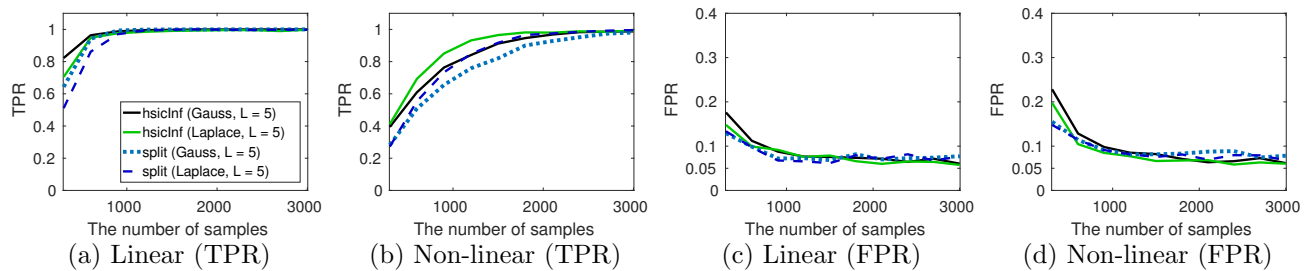 1
0.8
0.6
0.4
0.2
0
TPR
hsicInf (Gauss, L = 5)
hsicInf (Laplace, L = 5)
split (Gauss, L = 5)
split (Laplace, L = 5)
1000 2000 3000
The number of samples
(a) Linear (TPR)
1
0.8
0.6
0.4
0.2
0
TPR
1000 2000 3000
The number of samples
(b) Non-linear (TPR)
0.4
0.3
0.2
0.1
0.05
0
FPR
1000 2000 3000
The number of samples
(c) Linear (FPR)
0.4
0.3
0.2
0.1
0.05
0
FPR
1000 2000 3000
The number of samples
(d) Non-linear (FPR)